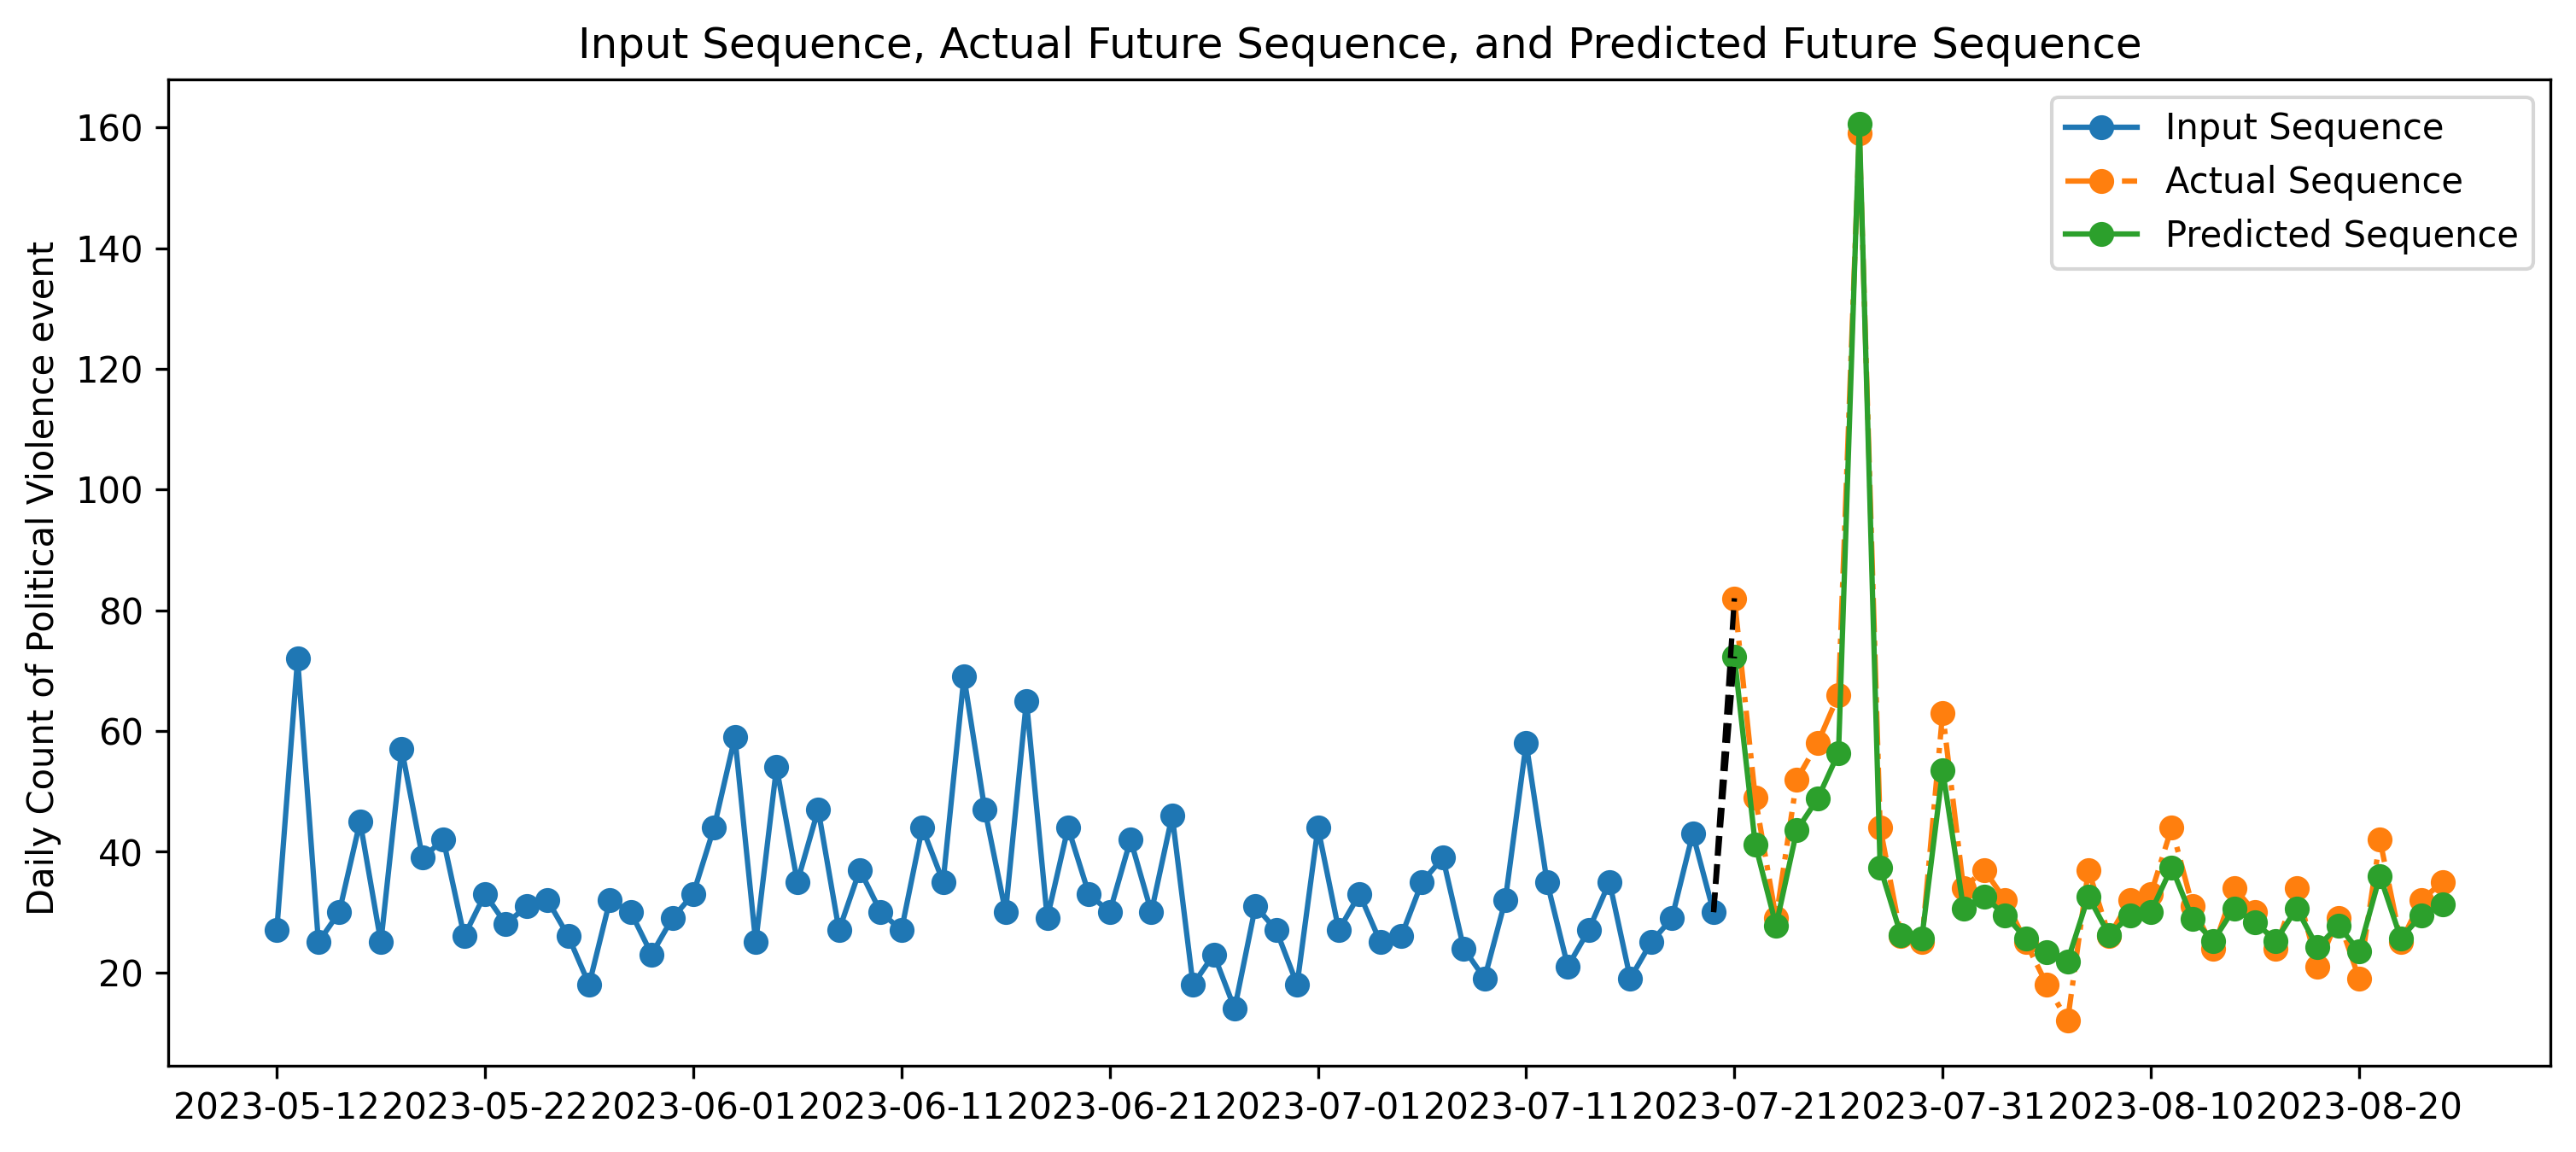 Input Sequence, Actual Future Sequence, and Predicted Future Sequence
Daily Count of Political Violence event
160
140
120
100
80
60
40
20
Input Sequence
Actual Sequence
Predicted Sequence
2023-05-12 2023-05-22 2023-06-01 2023-06-11 2023-06-21 2023-07-01 2023-07-11 2023-07-21 2023-07-31 2023-08-10 2023-08-20